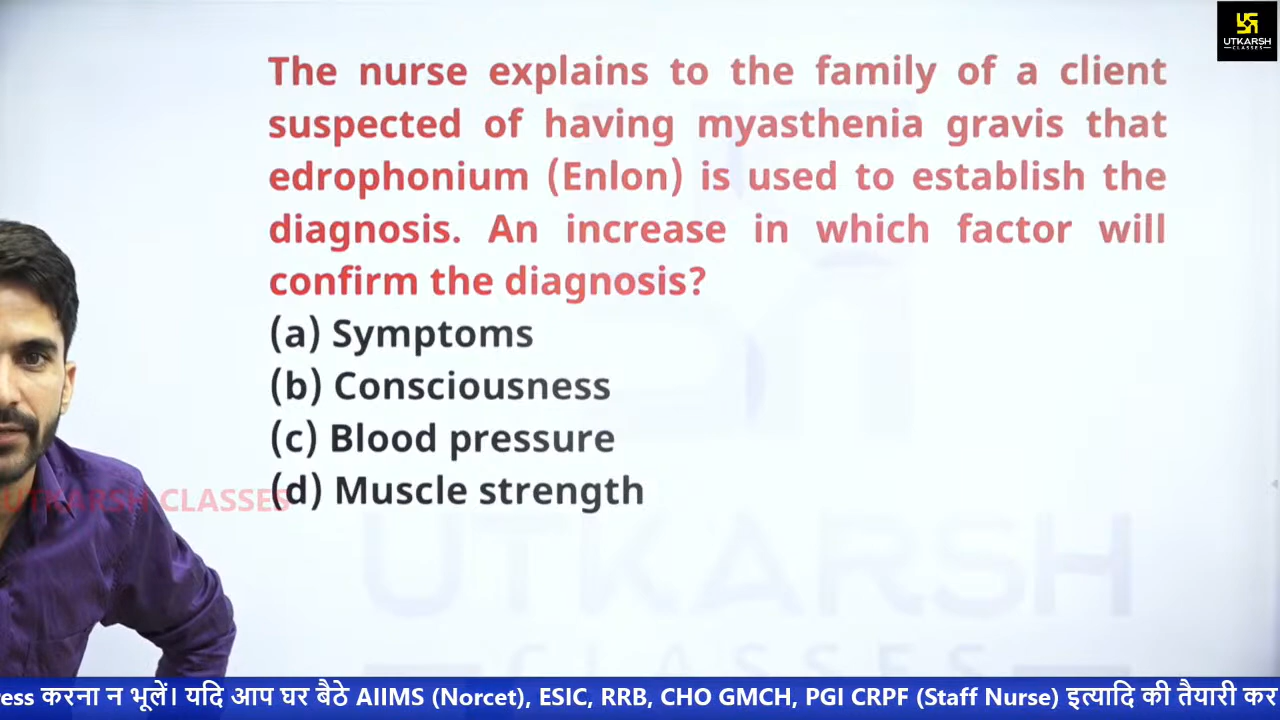 UTKARSH
CLASSES
The nurse explains to the family of a client
suspected of having myasthenia gravis that
edrophonium (Enlon) is used to establish the
diagnosis. An increase in which factor will
confirm the diagnosis?
(a) Symptoms
(b) Consciousness
(c) Blood pressure
(d) Muscle strength
UTKARSH CLASSES
UTKARSH
CLASSES
ess करना न भूलें। यदि आप घर बैठे AIIMS (Norcet), ESIC, RRB, CHO GMCH, PGI CRPF (Staff Nurse) इत्यादि की तैयारी कर